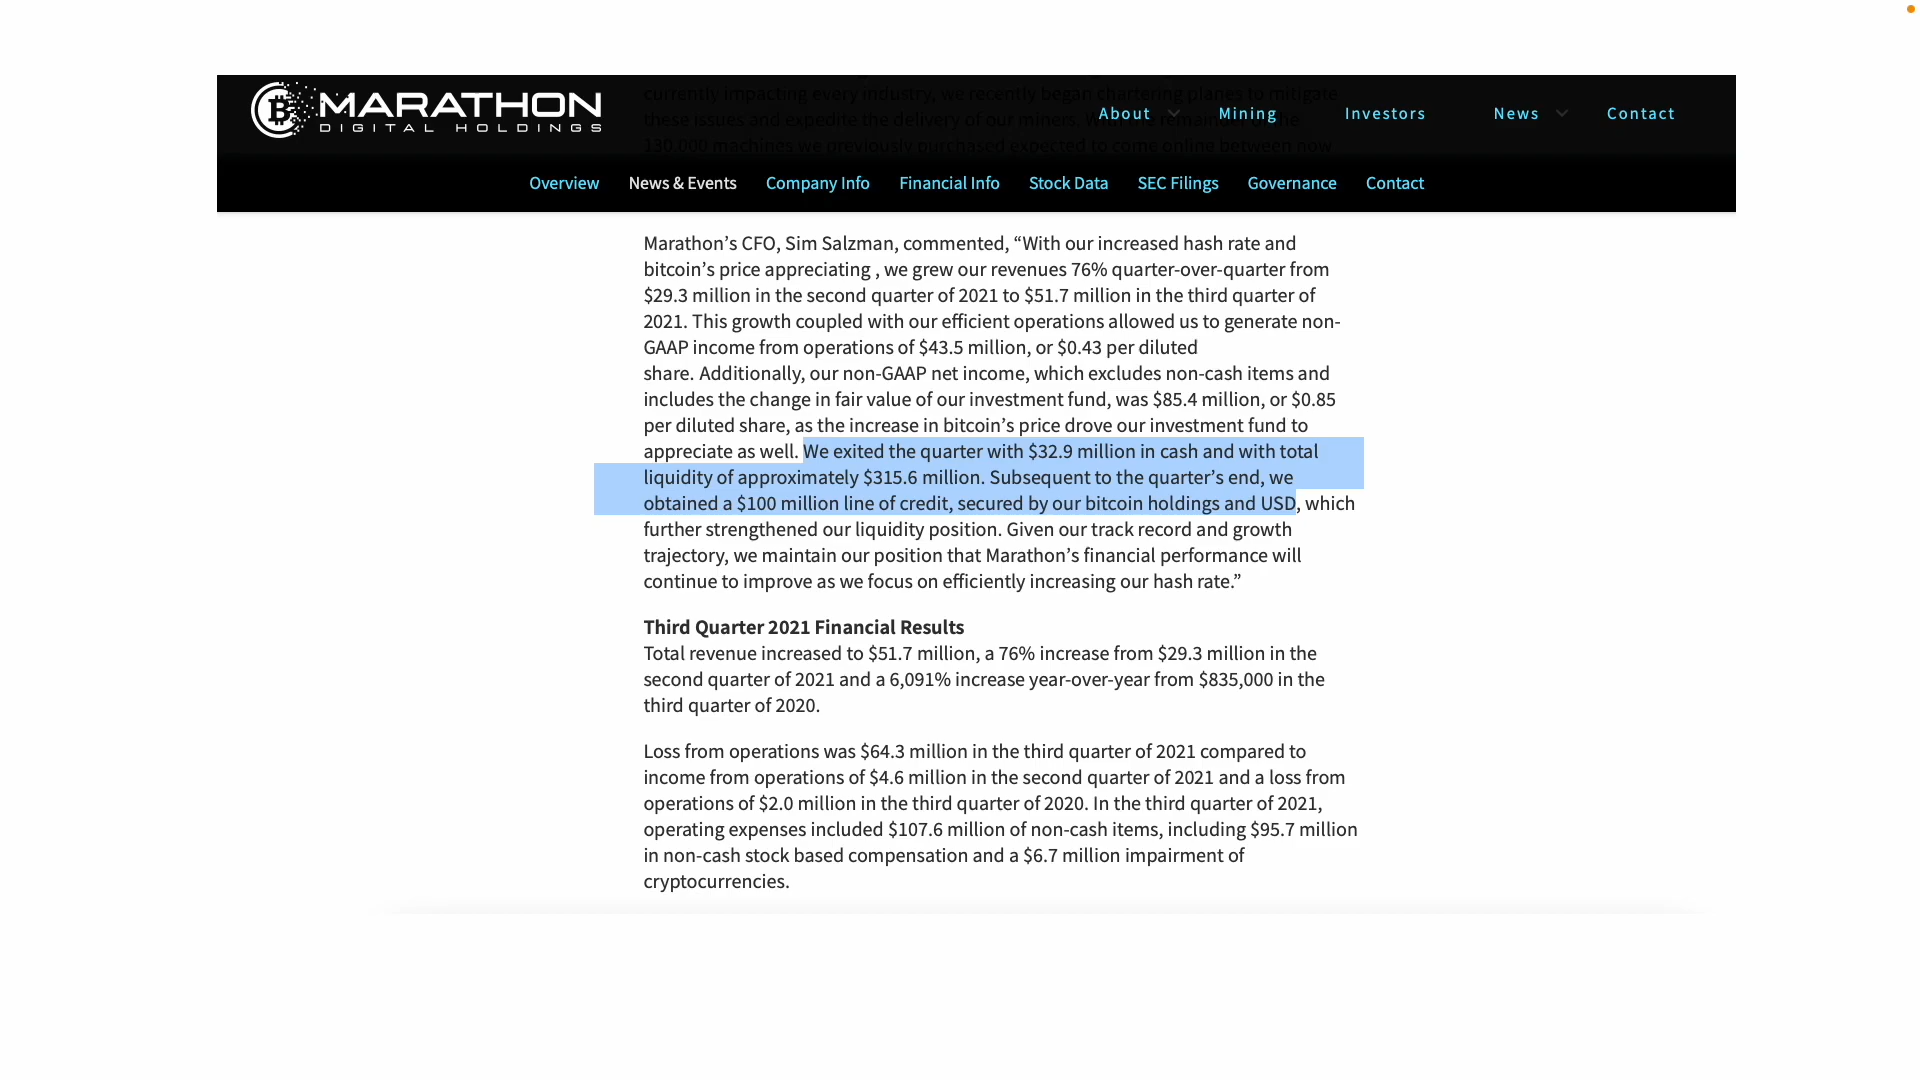 MARATHON
DIGITAL HOLDINGS
About
Mining
Investors
News
Contact
currently impacting every industry, we recently began chartering planes to mitigate
these issues and expedite the delivery of our miners. With the remainder of the
130,000 machines we previously purchased expected to come online between now
Overview
News & Events
Company Info
Financial Info
Stock Data
SEC Filings
Governance
Contact
Marathon’s CFO, Sim Salzman, commented, “With our increased hash rate and
bitcoin’s price appreciating , we grew our revenues 76% quarter-over-quarter from
$29.3 million in the second quarter of 2021 to $51.7 million in the third quarter of
2021. This growth coupled with our efficient operations allowed us to generate non-
GAAP income from operations of $43.5 million, or $0.43 per diluted
share. Additionally, our non-GAAP net income, which excludes non-cash items and
includes the change in fair value of our investment fund, was $85.4 million, or $0.85
per diluted share, as the increase in bitcoin’s price drove our investment fund to
appreciate as well. We exited the quarter with $32.9 million in cash and with total
liquidity of approximately $315.6 million. Subsequent to the quarter’s end, we
obtained a $100 million line of credit, secured by our bitcoin holdings and USD, which
further strengthened our liquidity position. Given our track record and growth
trajectory, we maintain our position that Marathon’s financial performance will
continue to improve as we focus on efficiently increasing our hash rate.”
Third Quarter 2021 Financial Results
Total revenue increased to $51.7 million, a 76% increase from $29.3 million in the
second quarter of 2021 and a 6,091% increase year-over-year from $835,000 in the
third quarter of 2020.
Loss from operations was $64.3 million in the third quarter of 2021 compared to
income from operations of $4.6 million in the second quarter of 2021 and a loss from
operations of $2.0 million in the third quarter of 2020. In the third quarter of 2021,
operating expenses included $107.6 million of non-cash items, including $95.7 million
in non-cash stock based compensation and a $6.7 million impairment of
cryptocurrencies.